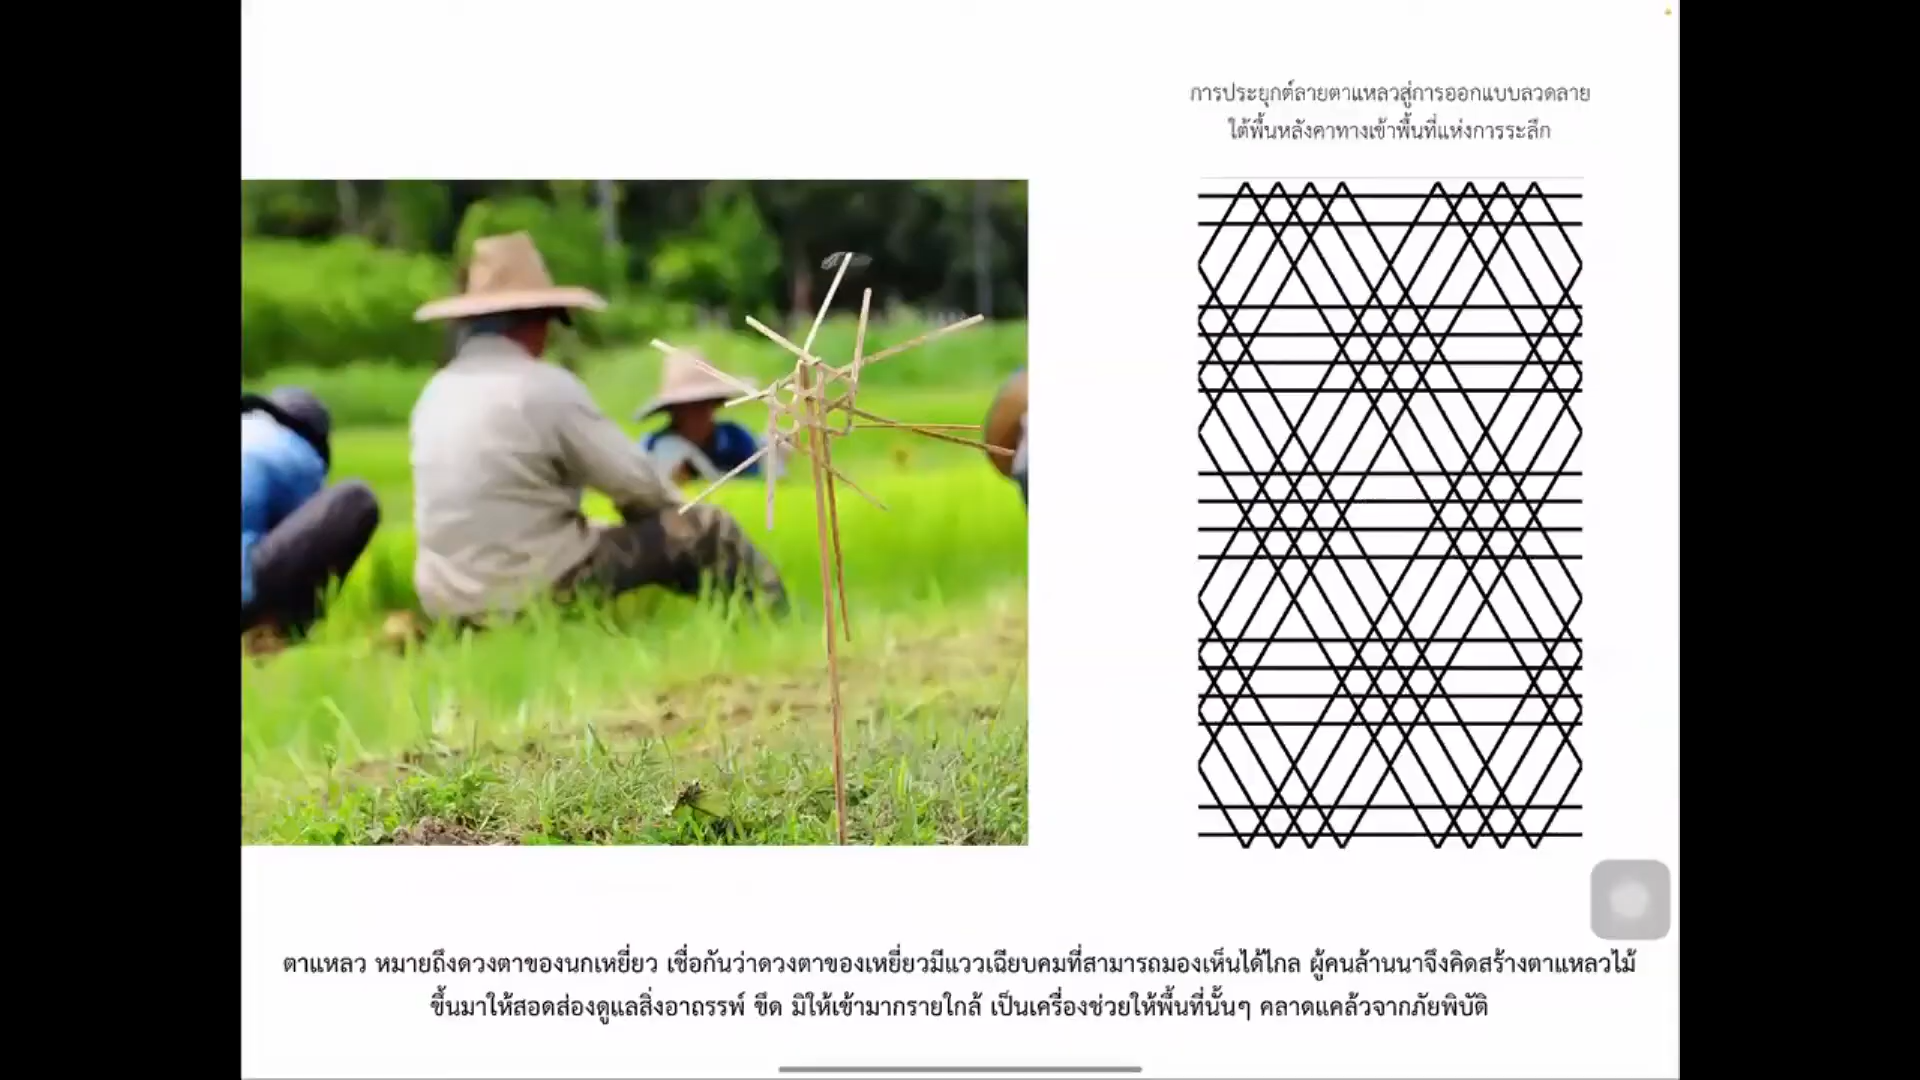 การประยุกต์ลายตาแหลวสู่การออกแบบลวดลาย
ใต้พื้นหลังคาทางเข้าพื้นที่แห่งการระลึก
ตาแหลว หมายถึงดวงตาของนกเหยี่ยว เชื่อกันว่าดวงตาของเหยี่ยวมีแววเฉียบคมที่สามารถมองเห็นได้ไกล ผู้คนล้านนาจึงคิดสร้างตาแหลวไม้
ขึ้นมาให้สอดส่องดูแลสิ่งอาถรรพ์ ขึด มิให้เข้ามากรายใกล้ เป็นเครื่องช่วยให้พื้นที่นั้นๆ คลาดแคล้วจากภัยพิบัติ